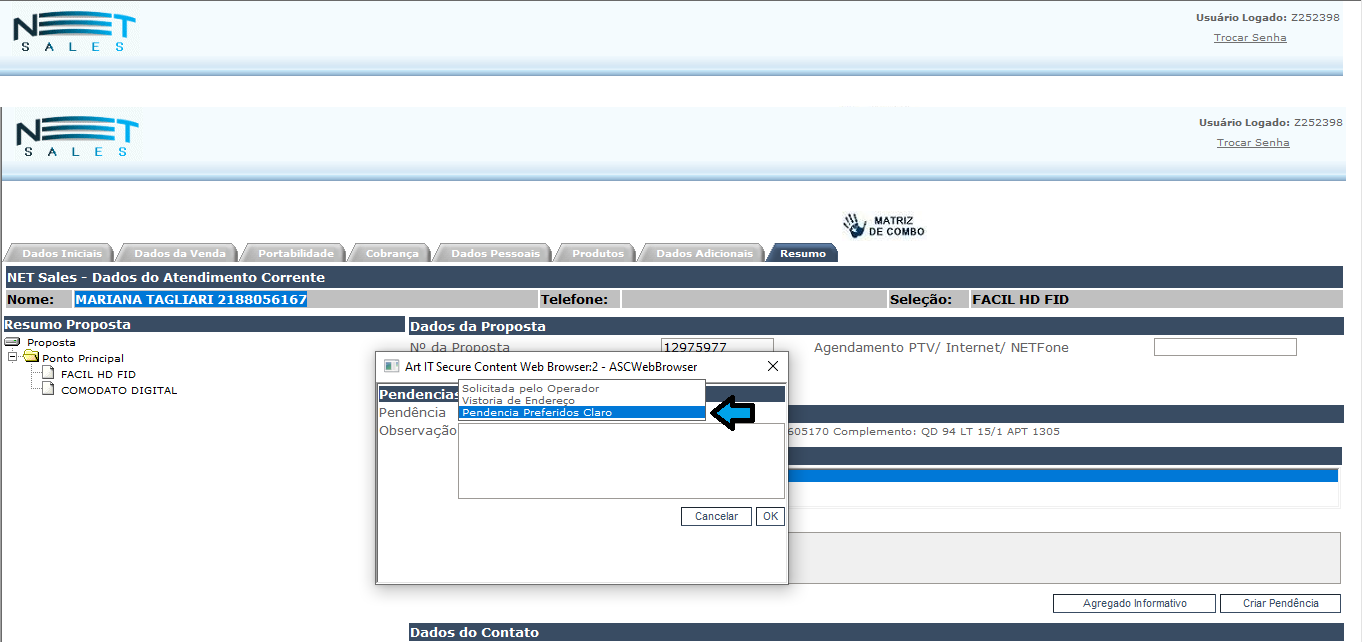 NET
SALES
Usuário Logado: Z252398
Trocar Senha
NET
SALES
Usuário Logado: Z252398
Trocar Senha
MATRIZ
DE COMBO
Dados Iniciais Dados da Venda Portabilidade Cobrança Dados Pessoais Produtos Dados Adicionais Resumo
NET Sales - Dados do Atendimento Corrente
Nome: MARIANA TAGLIARI 2188056167 Telefone: Seleção: FACIL HD FID
Resumo Proposta
Proposta
Ponto Principal
FACIL HD FID
COMODATO DIGITAL
Dados da Proposta
Nº da Proposta 12975977 Agendamento PTV/ Internet/ NETFone
Art IT Secure Content Web Browser:2 - ASCWebBrowser
Pendencias
Pendência
Solicitada pelo Operador
Vistoria de Endereço
Pendencia Preferidos Claro
Observação
Cancelar OK
605170 Complemento: QD 94 LT 15/1 APT 1305
Agregado Informativo Criar Pendência
Dados do Contato